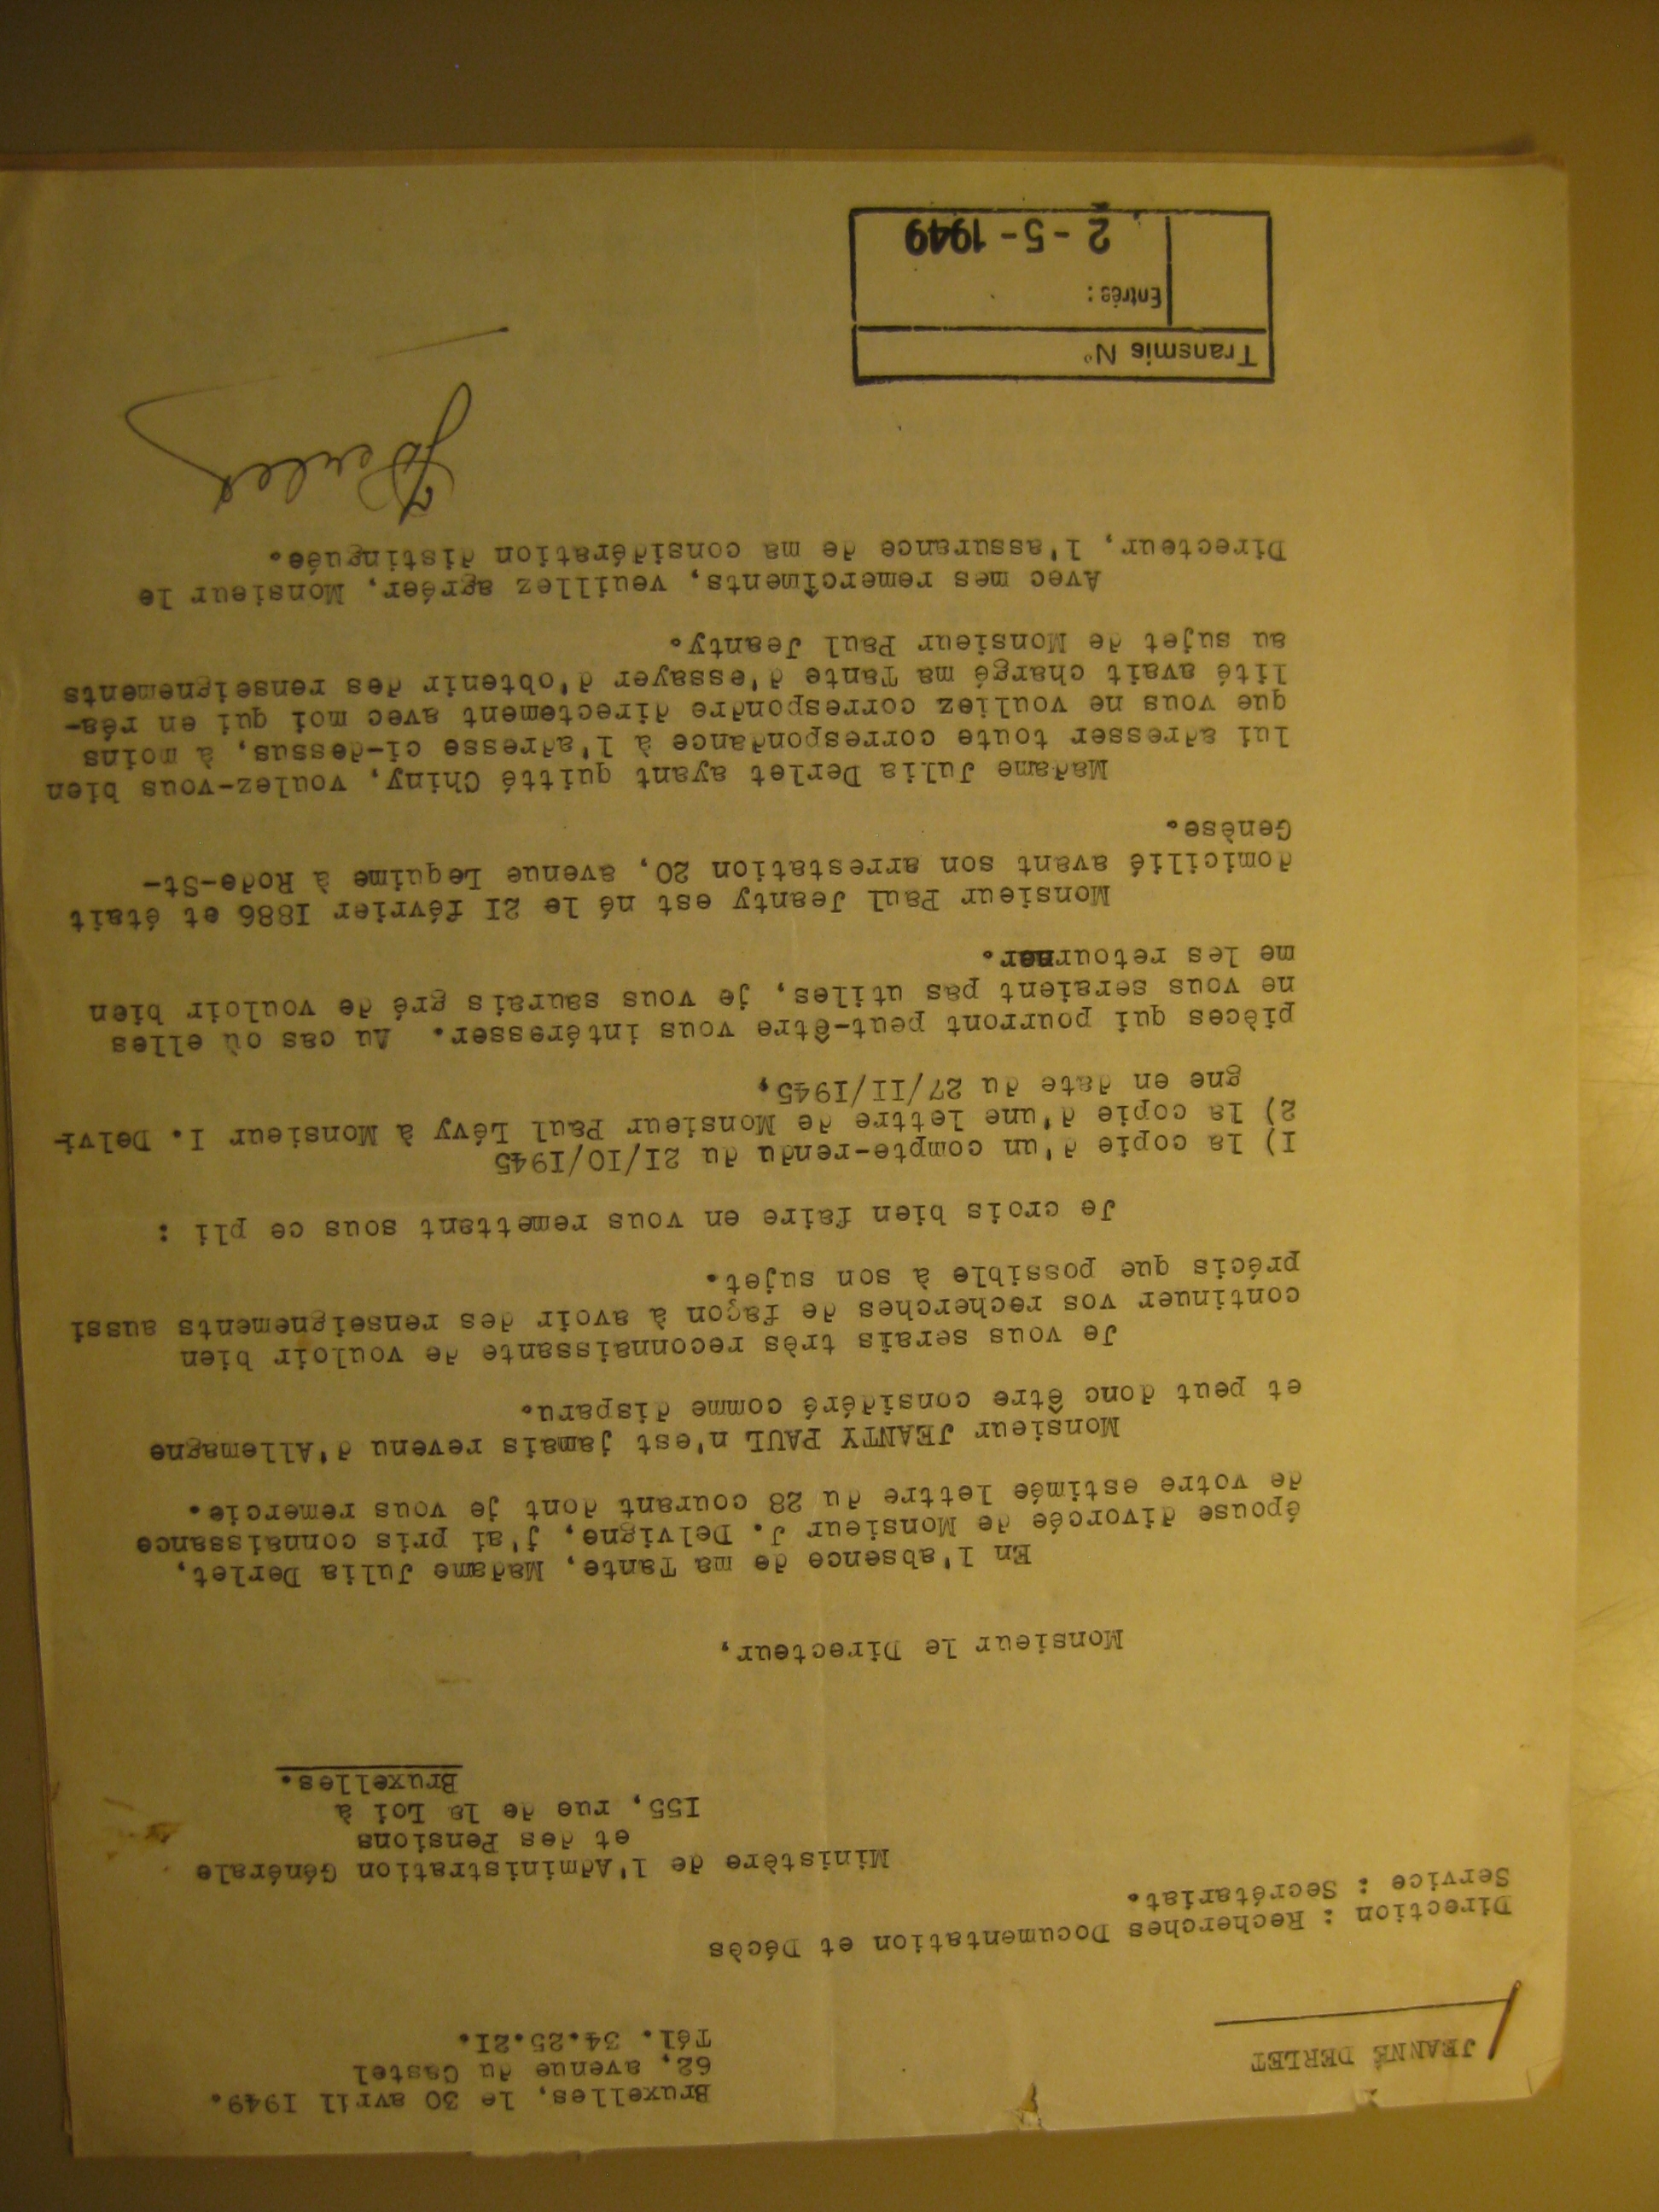 JEANNE DERLET
Bruxelles, le 30 avril I949.
62, avenue du Castel
Tél. 34.25.2I.
Direction : Recherches Documentation et Décès
Service : Secrétariat.
Ministère de l'Administration Générale
et des Pensions
I55, rue de la Loi à
Bruxelles.
Monsieur le Directeur,
En l'absence de ma Tante, Madame Julia Derlet,
épouse divorcée de Monsieur J. Delvigne, j'ai pris connaissance
de votre estimée lettre du 28 courant dont je vous remercie.
Monsieur JEANTY PAUL n'est jamais revenu d'Allemagne
et peut donc être considéré comme disparu.
Je vous serais très reconnaissante de vouloir bien
continuer vos recherches de façon à avoir des renseignements aussi
précis que possible à son sujet.
Je crois bien faire en vous remettant sous ce pli :
I) la copie d'un compte-rendu du 2I/IO/I945
2) la copie d'une lettre de Monsieur Paul Lévy à Monsieur I. Delvi-
gne en date du 27/II/I945,
pièces qui pourront peut-être vous intéresser. Au cas où elles
ne vous seraient pas utiles, je vous saurais gré de vouloir bien
me les retourner.
Monsieur Paul Jeanty est né le 2I février I886 et était
domicilié avant son arrestation 20, avenue Lequime à Rode-St-
Genèse.
Madame Julia Derlet ayant quitté Chiny, voulez-vous bien
lui adresser toute correspondance à l'adresse ci-dessus, à moins
que vous ne vouliez correspondre directement avec moi qui en réa-
lité avait chargé ma Tante d'essayer d'obtenir des renseignements
au sujet de Monsieur Paul Jeanty.
Avec mes remercîments, veuillez agréer, Monsieur le
Directeur, l'assurance de ma considération distinguée.
JDerlet
Transmis N°
Entrée :
2 - 5 - 1949